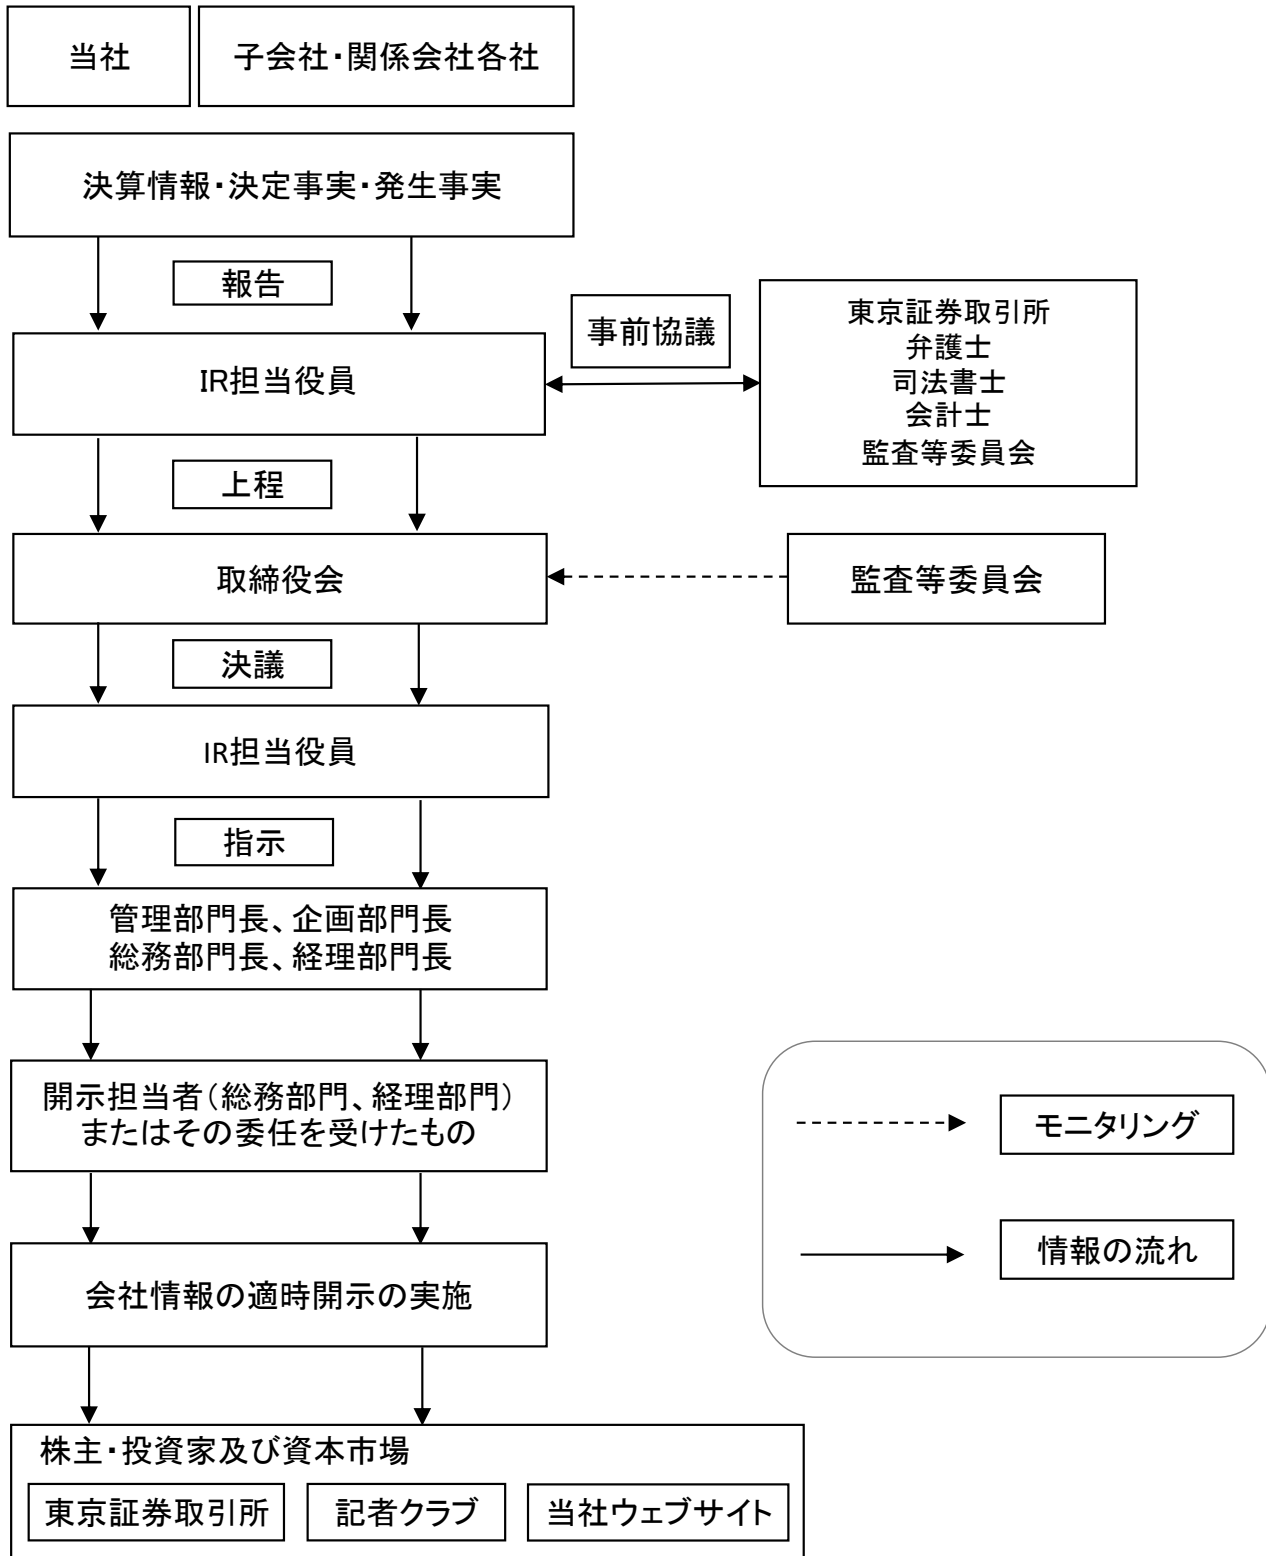 当社
子会社・関係会社各社
決算情報・決定事実・発生事実
報告
事前協議
東京証券取引所
弁護士
司法書士
会計士
監査等委員会
IR担当役員
上程
取締役会
監査等委員会
決議
IR担当役員
指示
管理部門長、企画部門長
総務部門長、経理部門長
開示担当者(総務部門、経理部門)
またはその委任を受けたもの
モニタリング
情報の流れ
会社情報の適時開示の実施
株主・投資家及び資本市場
東京証券取引所
記者クラブ
当社ウェブサイト